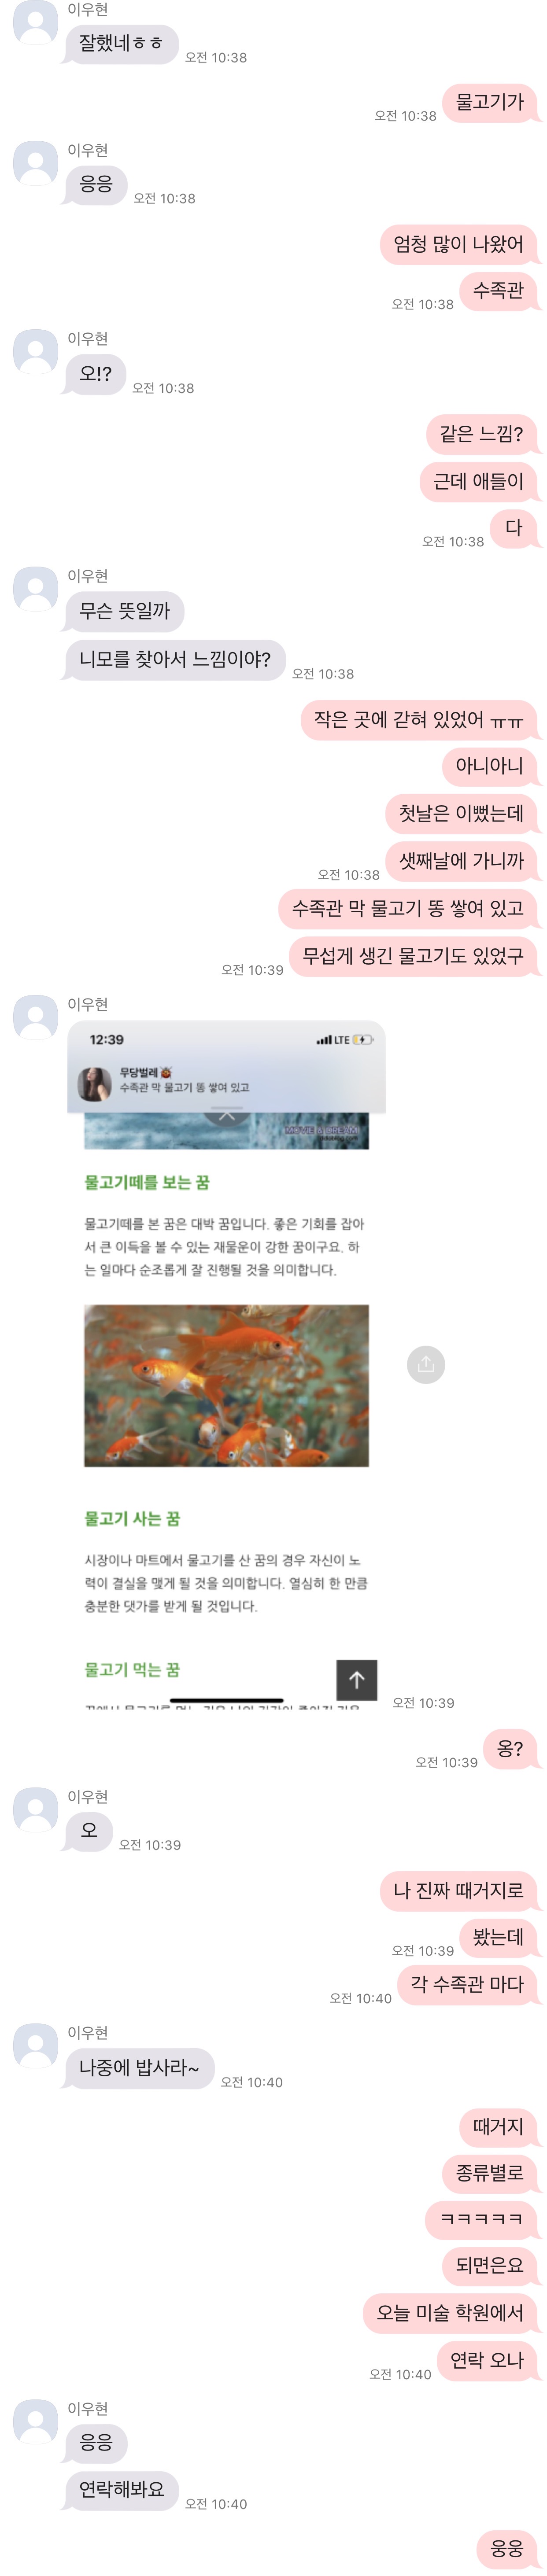 이우현
잘했네ㅎㅎ
오전 10:38
물고기가
오전 10:38
이우현
응응
오전 10:38
엄청 많이 나왔어
수족관
오전 10:38
이우현
오!?
오전 10:38
같은 느낌?
근데 애들이
다
오전 10:38
이우현
무슨 뜻일까
니모를 찾아서 느낌이야?
오전 10:38
작은 곳에 갇혀 있었어 ㅠㅠ
아니아니
첫날은 이뻤는데
샛째날에 가니까
오전 10:38
수족관 막 물고기 똥 쌓여 있고
무섭게 생긴 물고기도 있었구
오전 10:39
이우현
12:39
LTE
무당벌레🐞
수족관 막 물고기 똥 쌓여 있고
물고기떼를 보는 꿈
물고기떼를 본 꿈은 대박 꿈입니다. 좋은 기회를 잡아
서 큰 이득을 볼 수 있는 재물운이 강한 꿈이구요. 하
는 일마다 순조롭게 잘 진행될 것을 의미합니다.
물고기 사는 꿈
시장이나 마트에서 물고기를 산 꿈의 경우 자신이 노
력이 결실을 맺게 될 것을 의미합니다. 열심히 한 만큼
충분한 댓가를 받게 될 것입니다.
물고기 먹는 꿈
오전 10:39
옹?
오전 10:39
이우현
오
오전 10:39
나 진짜 때거지로
봤는데
오전 10:39
각 수족관 마다
오전 10:40
이우현
나중에 밥사라~
오전 10:40
때거지
종류별로
ㅋㅋㅋㅋㅋ
되면은요
오늘 미술 학원에서
연락 오나
오전 10:40
이우현
응응
연락해봐요
오전 10:40
웅웅